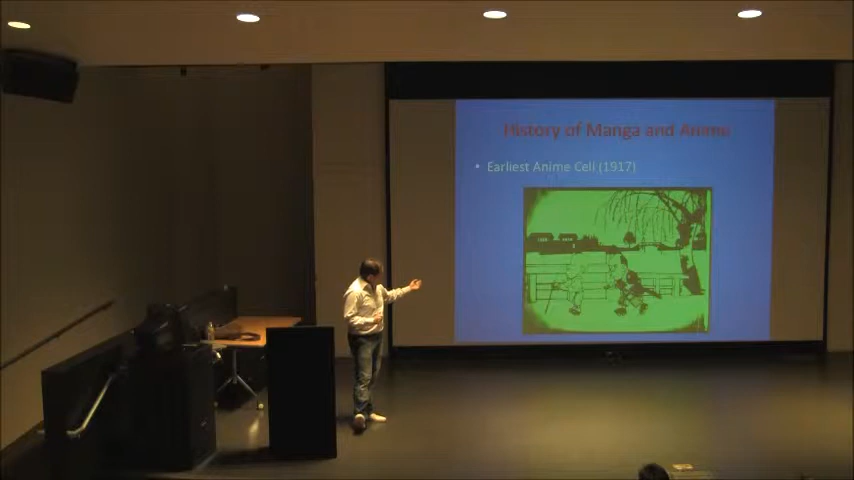 History of Manga and Anime
• Earliest Anime Cell (1917)